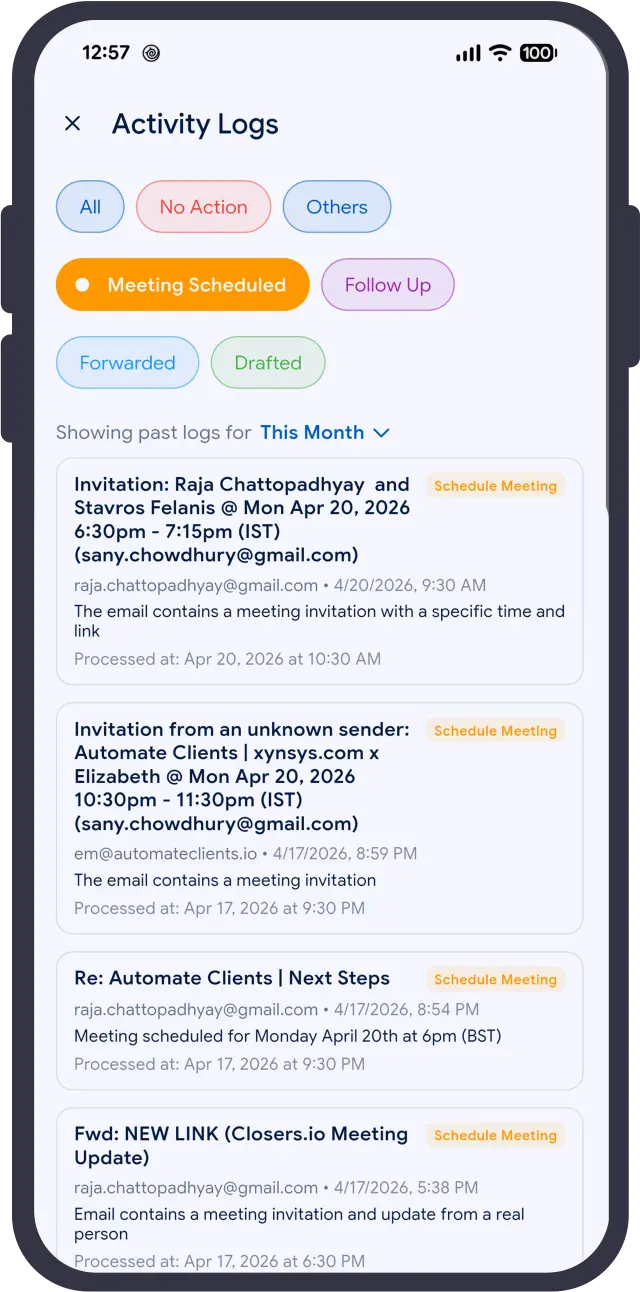 12:57
100
Activity Logs
All
No Action
Others
Meeting Scheduled
Follow Up
Forwarded
Drafted
Showing past logs for This Month
Invitation: Raja Chattopadhyay and
Stavros Felanis @ Mon Apr 20, 2026
6:30pm - 7:15pm (IST)
(sany.chowdhury@gmail.com)
Schedule Meeting
raja.chattopadhyay@gmail.com • 4/20/2026, 9:30 AM
The email contains a meeting invitation with a specific time and
link
Processed at: Apr 20, 2026 at 10:30 AM
Invitation from an unknown sender:
Automate Clients | xynsys.com x
Elizabeth @ Mon Apr 20, 2026
10:30pm - 11:30pm (IST)
(sany.chowdhury@gmail.com)
Schedule Meeting
em@automateclients.io • 4/17/2026, 8:59 PM
The email contains a meeting invitation
Processed at: Apr 17, 2026 at 9:30 PM
Re: Automate Clients | Next Steps
Schedule Meeting
raja.chattopadhyay@gmail.com • 4/17/2026, 8:54 PM
Meeting scheduled for Monday April 20th at 6pm (BST)
Processed at: Apr 17, 2026 at 9:30 PM
Fwd: NEW LINK (Closers.io Meeting
Update)
Schedule Meeting
raja.chattopadhyay@gmail.com • 4/17/2026, 5:38 PM
Email contains a meeting invitation and update from a real
person
Processed at: Apr 17, 2026 at 6:30 PM